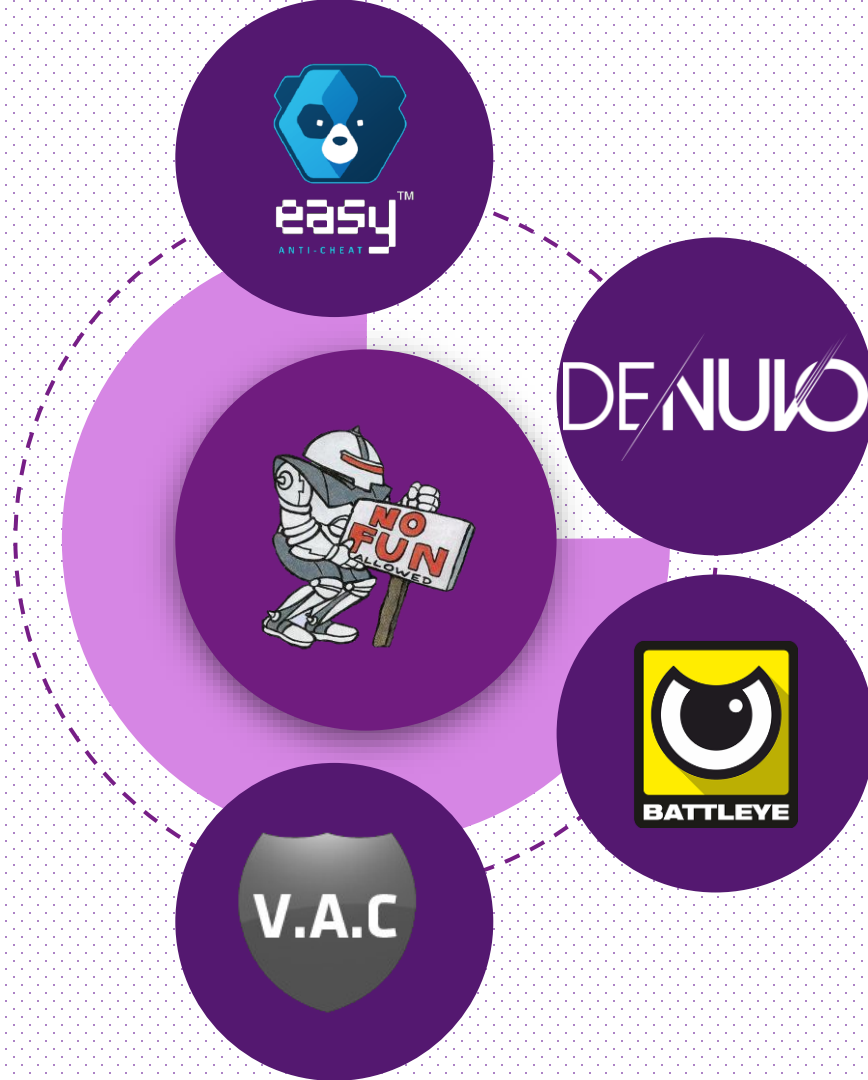 easy™
ANTI-CHEAT
DENUVO
NO
FUN
ALLOWED
BATTLEYE
V.A.C